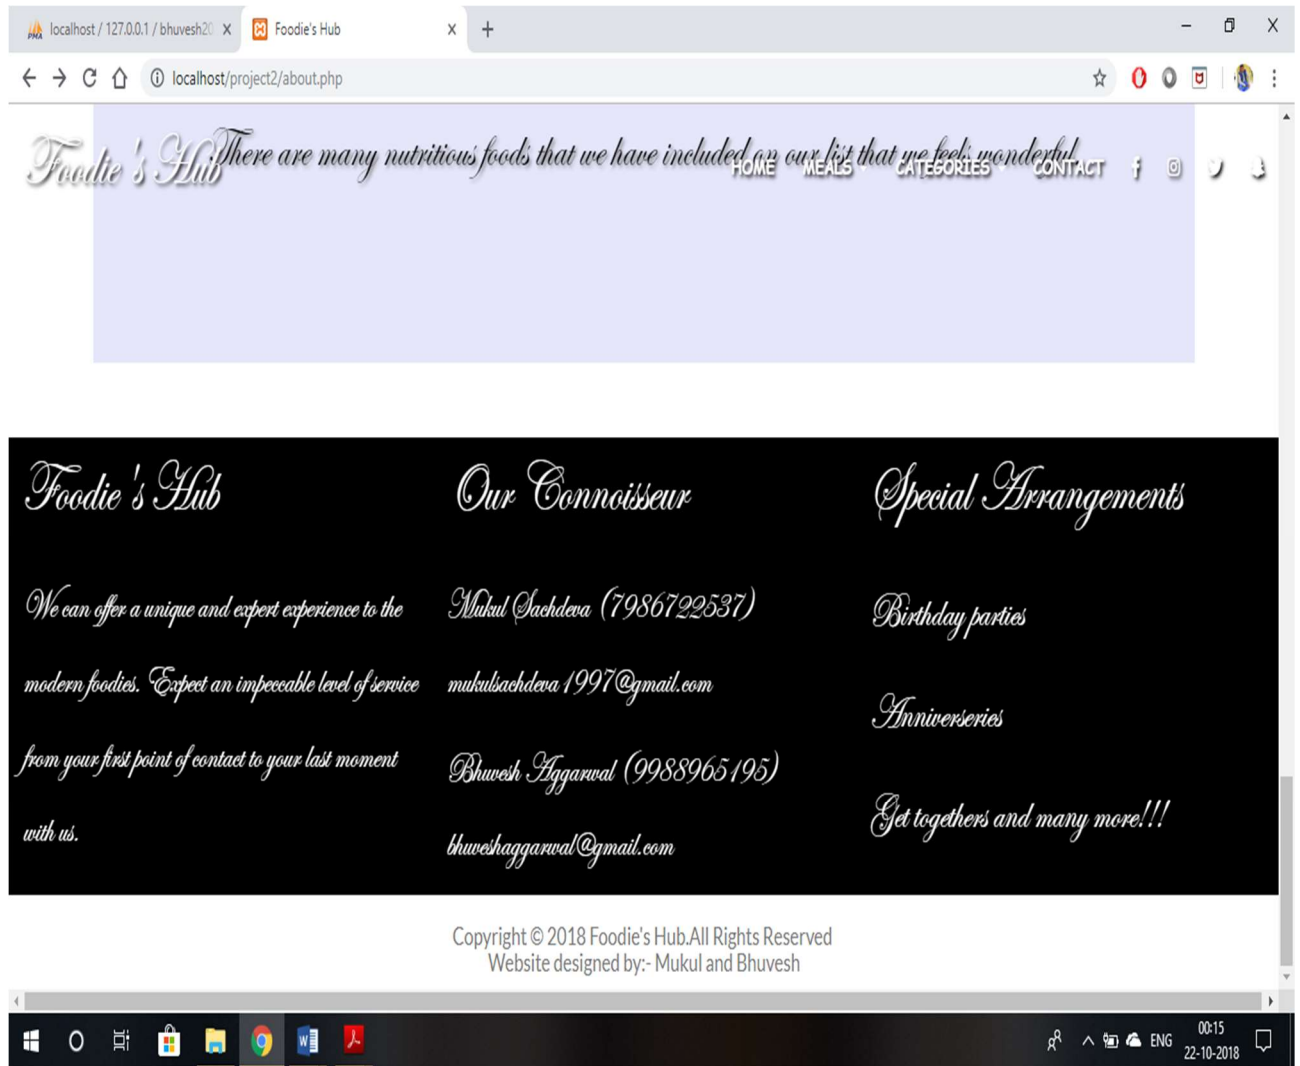 localhost / 127.0.0.1 / bhuvesh20
Foodie's Hub
localhost/project2/about.php
Foodie's Hub
There are many nutritious foods that we have included on our list that we feels wonderful
HOME MEALS CATEGORIES CONTACT
Foodie's Hub
We can offer a unique and expert experience to the
modern foodies. Expect an impeccable level of service
from your first point of contact to your last moment
with us.
Our Connoisseur
Mukul Sachdeva (7986722537)
mukulsachdeva1997@gmail.com
Bhuvesh Aggarwal (9988965195)
bhuveshaggarwal@gmail.com
Special Arrangements
Birthday parties
Anniverseries
Get togethers and many more!!!
Copyright © 2018 Foodie's Hub.All Rights Reserved
Website designed by:- Mukul and Bhuvesh
ENG
00:15
22-10-2018